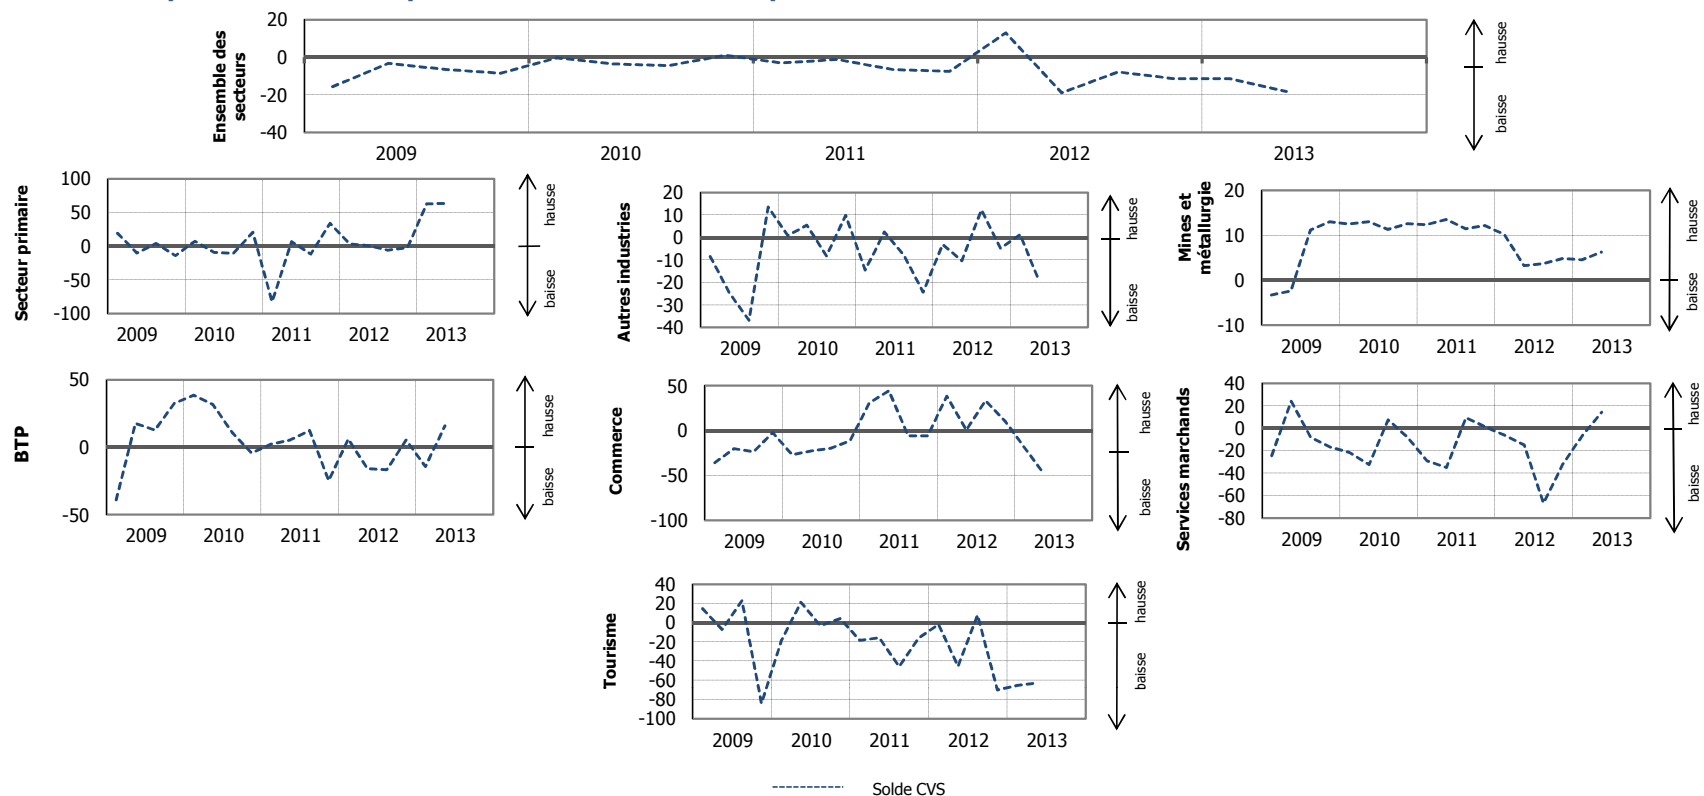 Ensemble des
secteurs
20
0
-20
-40
2009 2010 2011 2012 2013
hausse
baisse
Secteur primaire
100
50
0
-50
-100
2009 2010 2011 2012 2013
hausse
baisse
Autres industries
20
10
0
-10
-20
-30
-40
2009 2010 2011 2012 2013
hausse
baisse
Mines et
métallurgie
20
10
0
-10
2009 2010 2011 2012 2013
hausse
baisse
BTP
50
0
-50
2009 2010 2011 2012 2013
hausse
baisse
Commerce
50
0
-50
-100
2009 2010 2011 2012 2013
hausse
baisse
Services marchands
40
20
0
-20
-40
-60
-80
2009 2010 2011 2012 2013
hausse
baisse
Tourisme
40
20
0
-20
-40
-60
-80
-100
2009 2010 2011 2012 2013
hausse
baisse
Solde CVS